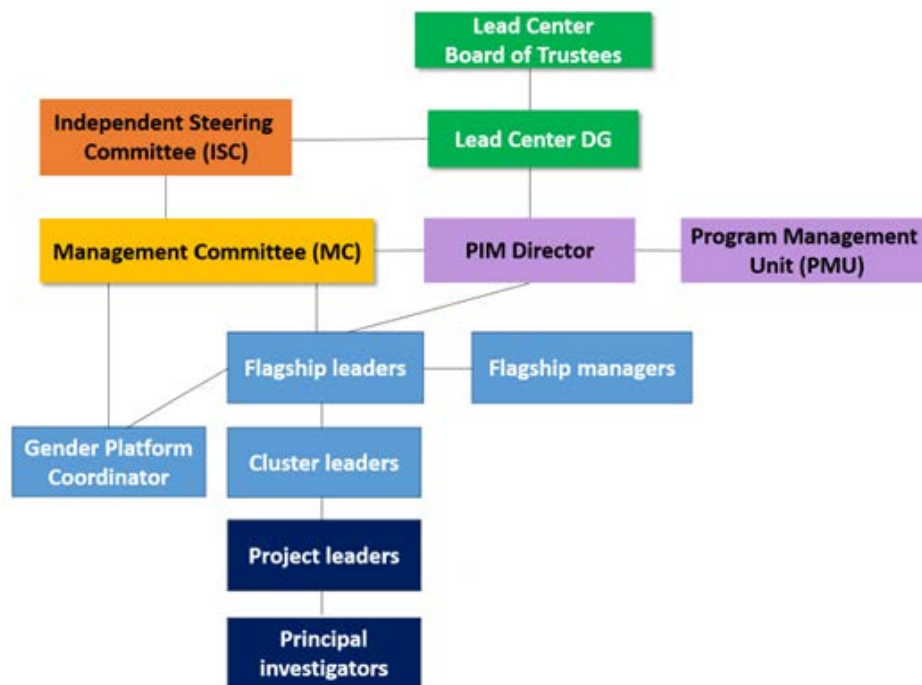 Lead Center
Board of Trustees
Independent Steering
Committee (ISC)
Lead Center DG
Management Committee (MC)
PIM Director
Program Management
Unit (PMU)
Flagship leaders
Flagship managers
Gender Platform
Coordinator
Cluster leaders
Project leaders
Principal
investigators